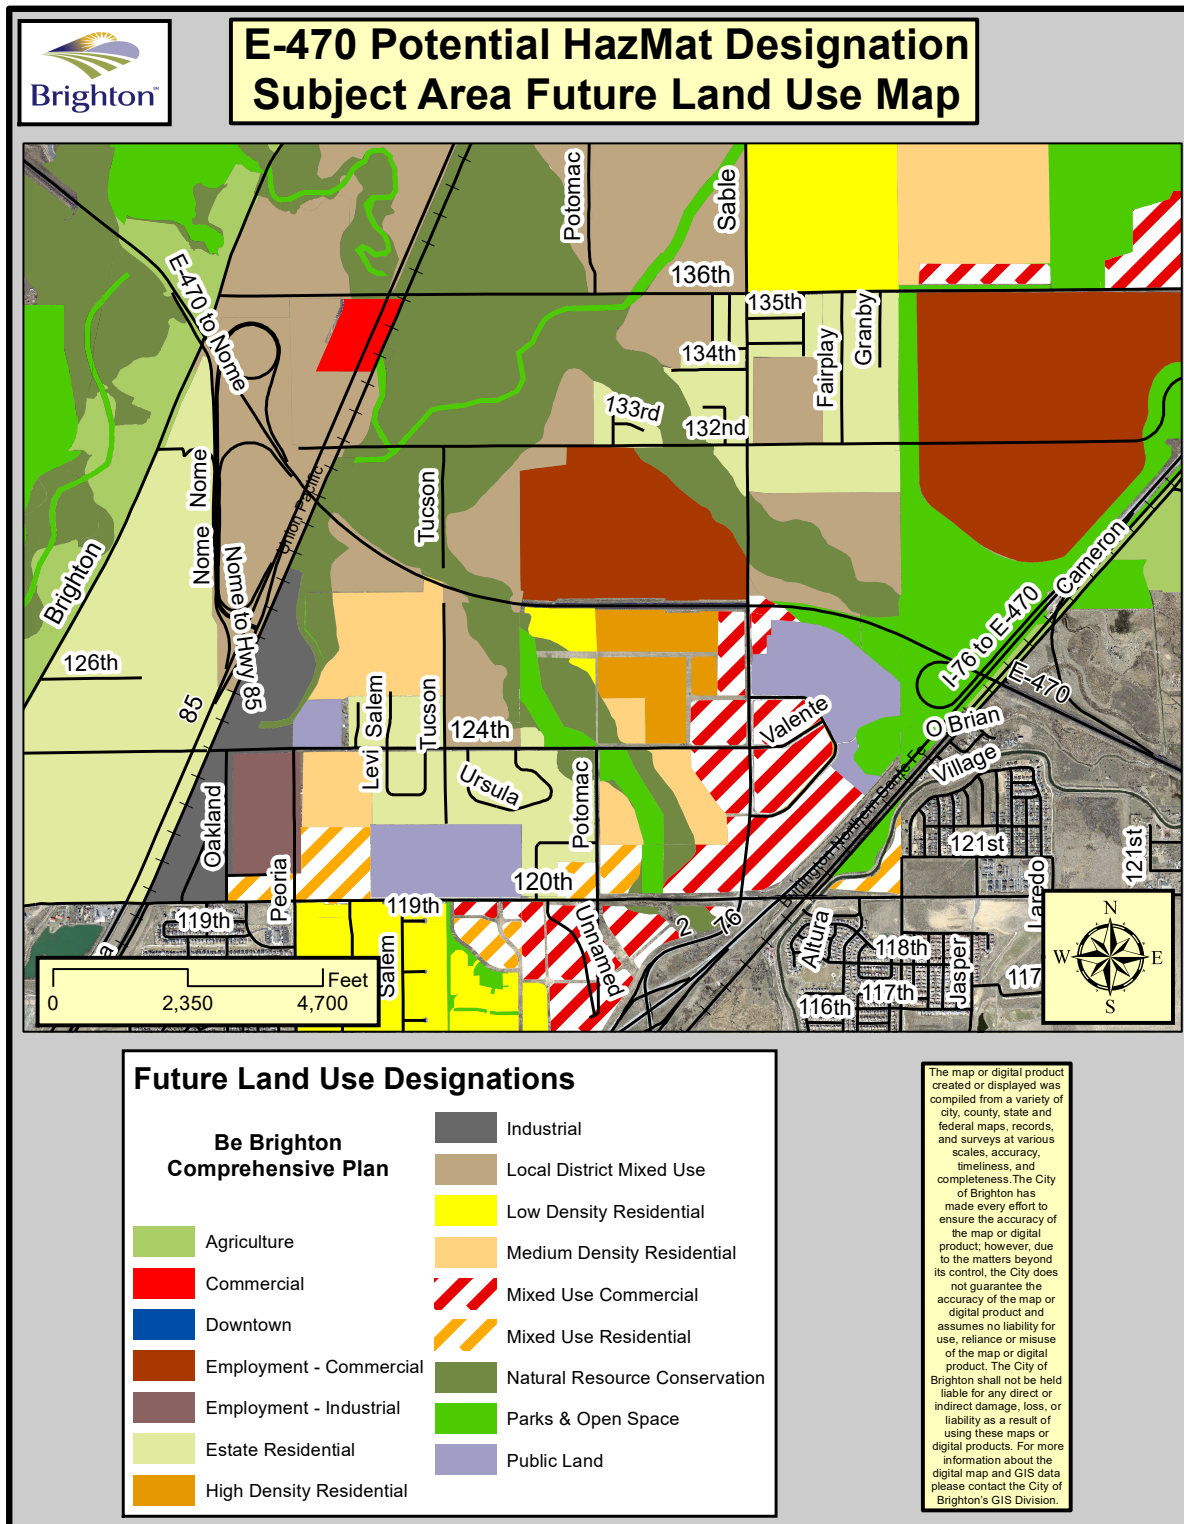 Brighton
E-470 Potential HazMat Designation
Subject Area Future Land Use Map
Potomac
Sable
136th
E-470 to Nome
135th
Granby
Fairplay
134th
133rd
132nd
Nome
Nome
Tucson
Union Pacific
Brighton
Nome to Hwy 85
85
126th
Cameron
I-76 to E-470
E-470
Salem
Levi
Tucson
124th
Valente
O Brian
Village
Ursula
Potomac
Oakland
Peoria
Burlington Northern Santa Fe
121st
121st
120th
119th
119th
Unnamed
2
76
Laredo
Altura
118th
Jasper
117th
117
116th
Salem
a
Feet
0
2,350
4,700
N
W
E
S
Future Land Use Designations
Be Brighton
Comprehensive Plan
Agriculture
Commercial
Downtown
Employment - Commercial
Employment - Industrial
Estate Residential
High Density Residential
Industrial
Local District Mixed Use
Low Density Residential
Medium Density Residential
Mixed Use Commercial
Mixed Use Residential
Natural Resource Conservation
Parks & Open Space
Public Land
The map or digital product
created or displayed was
compiled from a variety of
city, county, state and
federal maps, records,
and surveys at various
scales, accuracy,
timeliness, and
completeness.The City
of Brighton has
made every effort to
ensure the accuracy of
the map or digital
product; however, due
to the matters beyond
its control, the City does
not guarantee the
accuracy of the map or
digital product and
assumes no liability for
use, reliance or misuse
of the map or digital
product. The City of
Brighton shall not be held
liable for any direct or
indirect damage, loss, or
liability as a result of
using these maps or
digital products. For more
information about the
digital map and GIS data
please contact the City of
Brighton's GIS Division.